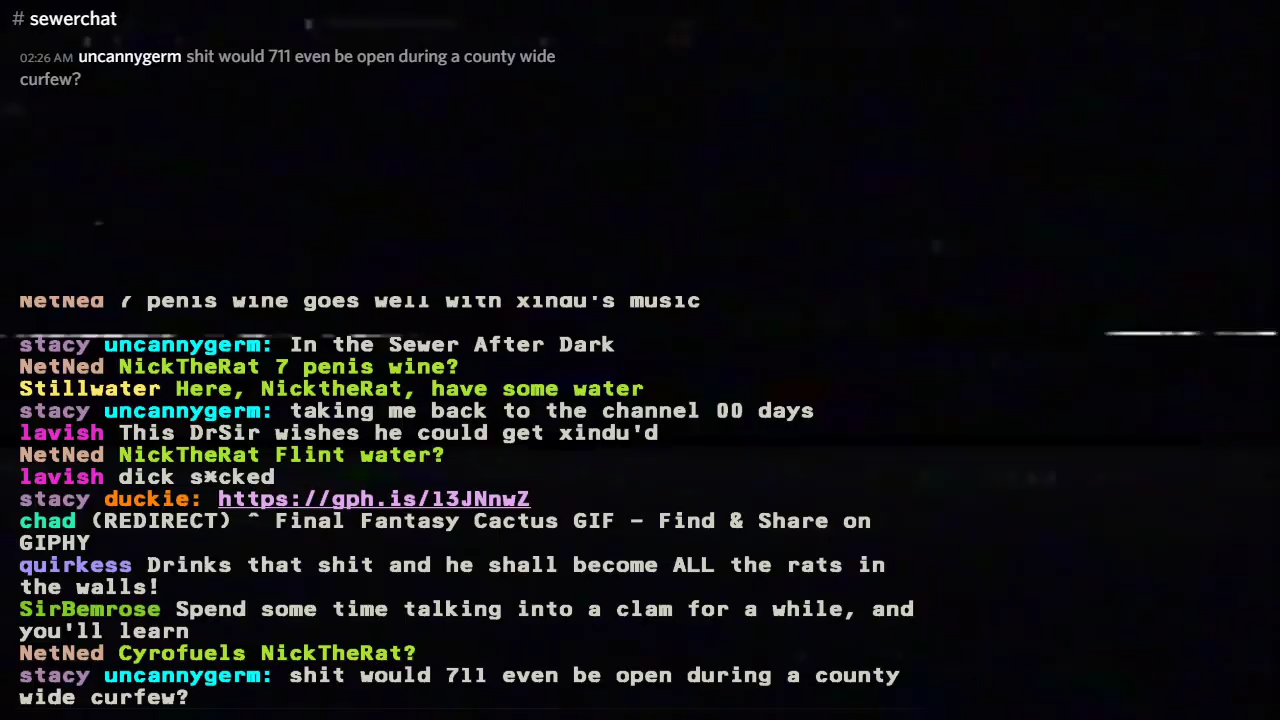 # sewerchat
02:26 AM uncannygerm shit would 711 even be open during a county wide
curfew?
NetNed 7 penis wine goes well with xindu's music
stacy uncannygerm: In the Sewer After Dark
NetNed NickTheRat 7 penis wine?
Stillwater Here, NicktheRat, have some water
stacy uncannygerm: taking me back to the channel 00 days
lavish This DrSir wishes he could get xindu'd
NetNed NickTheRat Flint water?
lavish dick s*cked
stacy duckie: https://gph.is/13JNnwZ
chad (REDIRECT) ^ Final Fantasy Cactus GIF - Find & Share on
GIPHY
quirkess Drinks that shit and he shall become ALL the rats in
the walls!
SirBemrose Spend some time talking into a clam for a while, and
you'll learn
NetNed Cyrofuels NickTheRat?
stacy uncannygerm: shit would 711 even be open during a county
wide curfew?